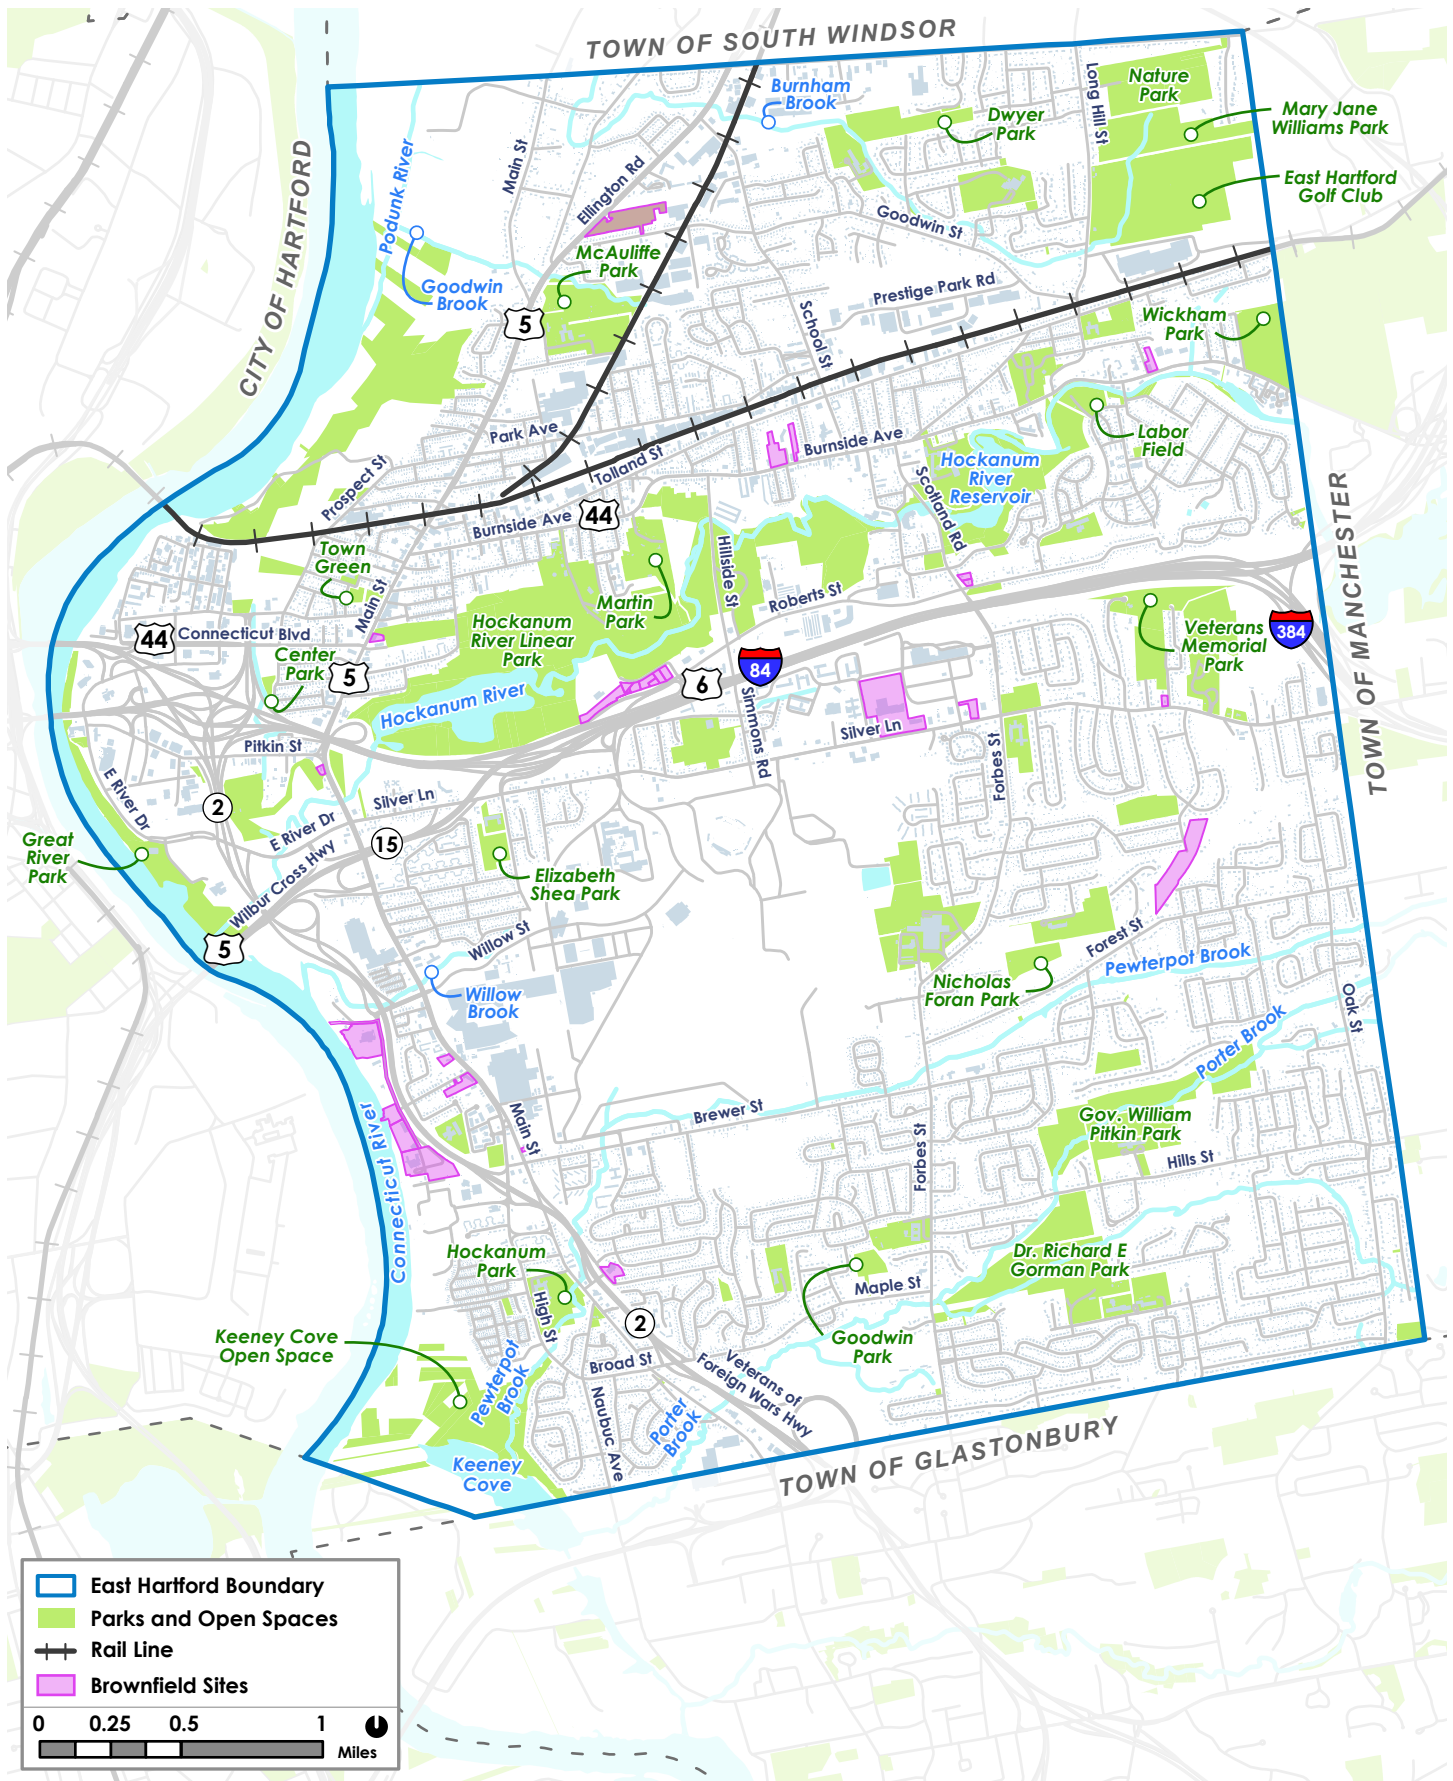 TOWN OF SOUTH WINDSOR
CITY OF HARTFORD
TOWN OF MANCHESTER
TOWN OF GLASTONBURY
Burnham
Brook
Nature
Park
Mary Jane
Williams Park
Dwyer
Park
Long Hill St
East Hartford
Golf Club
Main St
Ellington Rd
Podunk River
Goodwin St
McAuliffe
Park
Goodwin
Brook
5
Prestige Park Rd
School St
Wickham
Park
Park Ave
Tolland St
Burnside Ave
Labor
Field
Hockanum
River
Reservoir
Prospect St
Burnside Ave
44
Scotland Rd
Town
Green
Hillside St
Martin
Park
Roberts St
Main St
Hockanum
River Linear
Park
44
Connecticut Blvd
Veterans
Memorial
Park
384
Center
Park
5
84
6
Hockanum River
Simmons Rd
Silver Ln
Pitkin St
Forbes St
E River Dr
2
Silver Ln
E River Dr
15
Great
River
Park
Elizabeth
Shea Park
Wilbur Cross Hwy
5
Willow St
Forest St
Pewterpot Brook
Nicholas
Foran Park
Willow
Brook
Oak St
Porter Brook
Brewer St
Main St
Gov. William
Pitkin Park
Hills St
Forbes St
Connecticut River
Hockanum
Park
Dr. Richard E
Gorman Park
Maple St
High St
2
Goodwin
Park
Keeney Cove
Open Space
Broad St
Veterans of
Foreign Wars Hwy
Pewterpot
Brook
Naubuc Ave
Porter
Brook
Keeney
Cove
East Hartford Boundary
Parks and Open Spaces
Rail Line
Brownfield Sites
0 0.25 0.5 1
Miles